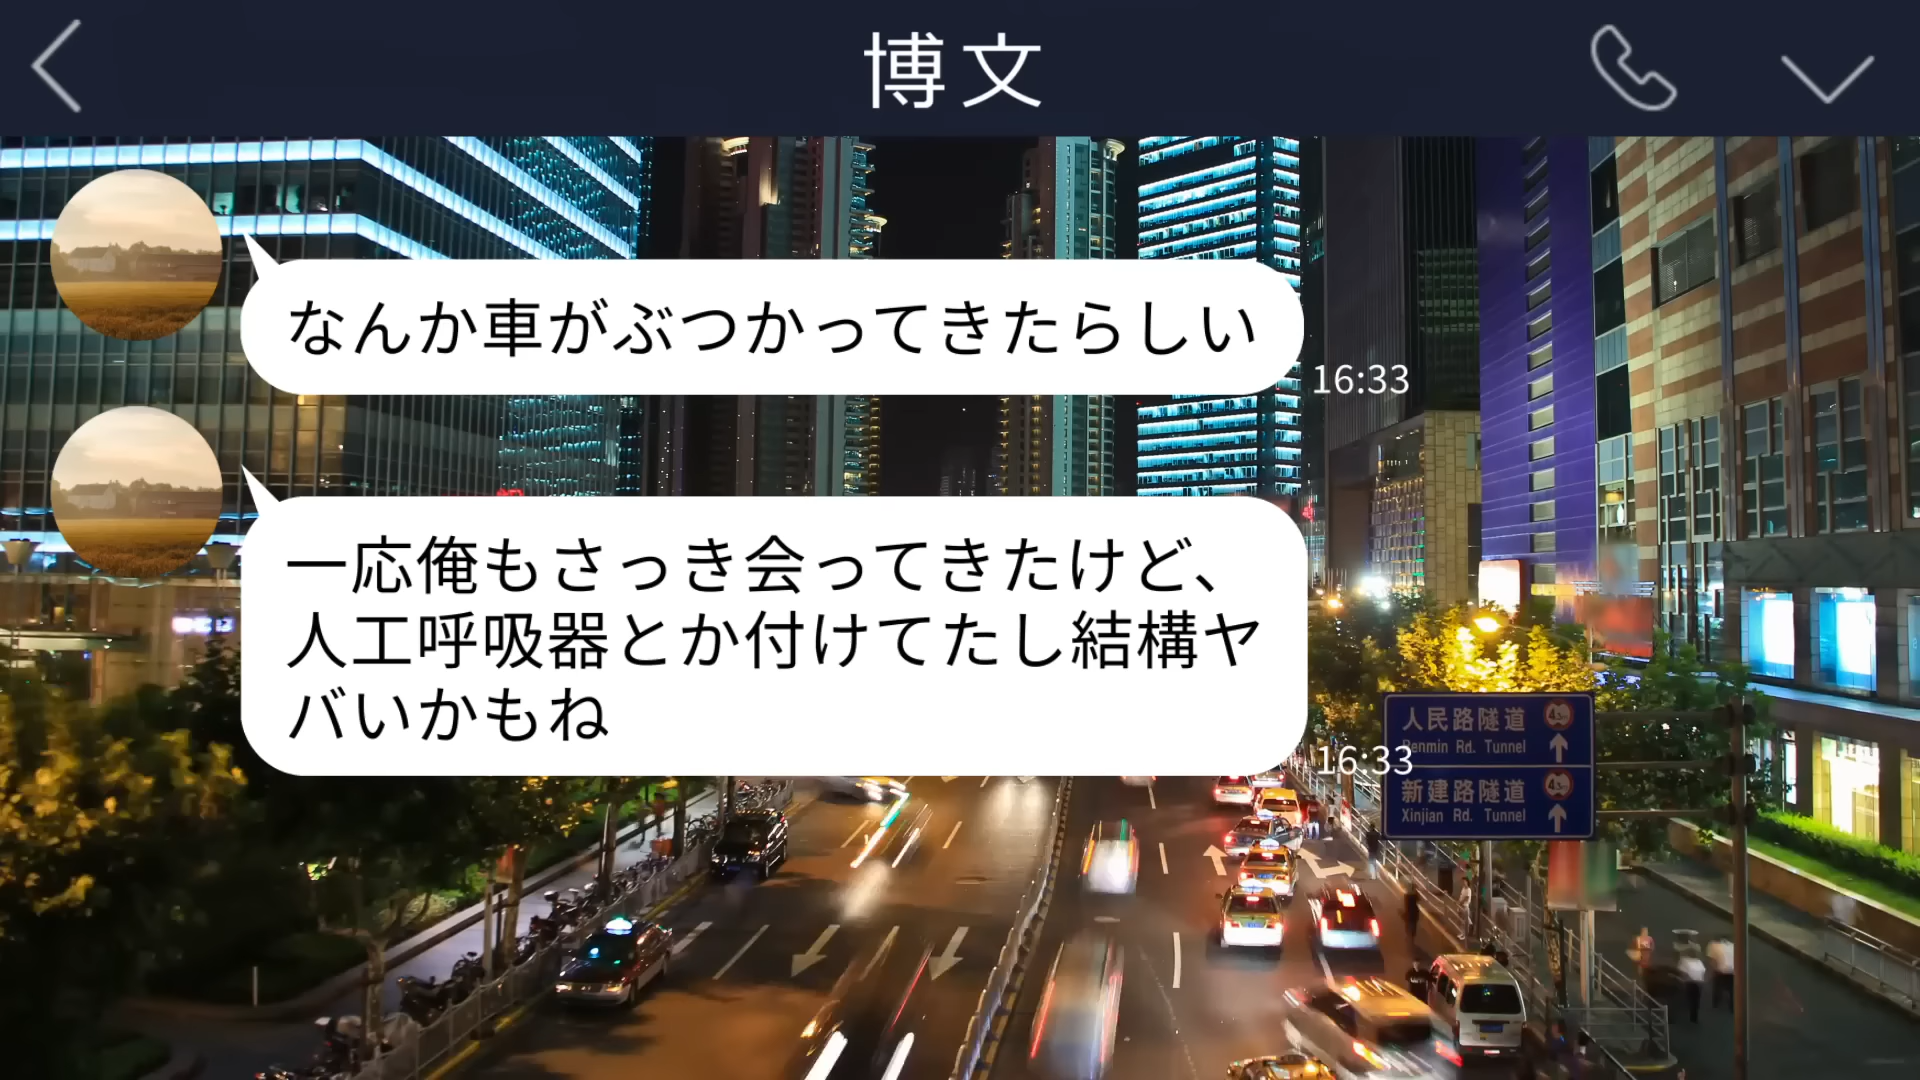 博文
なんか車がぶつかってきたらしい
16:33
一応俺もさっき会ってきたけど、
人工呼吸器とか付けてたし結構ヤ
バいかもね
16:33
人民路隧道
Renmin Rd. Tunnel
新建路隧道
Xinjian Rd. Tunnel